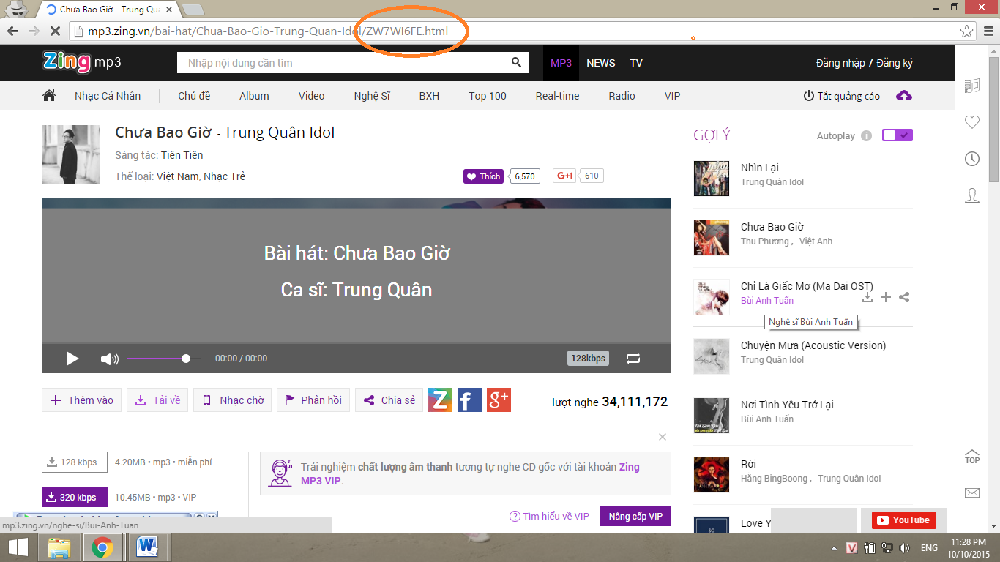 Chưa Bao Giờ - Trung Quâ
mp3.zing.vn/bai-hat/Chua-Bao-Gio-Trung-Quan-Idol/ZW7WI6FE.html
Zing mp3
Nhập nội dung cần tìm
MP3 NEWS TV
Đăng nhập / Đăng ký
Nhạc Cá Nhân Chủ đề Album Video Nghệ Sĩ BXH Top 100 Real-time Radio VIP
Tắt quảng cáo
Chưa Bao Giờ - Trung Quân Idol
Sáng tác: Tiên Tiên
Thể loại: Việt Nam, Nhạc Trẻ
Thích 6,570 G+1 610
Bài hát: Chưa Bao Giờ
Ca sĩ: Trung Quân
00:00 / 00:00
128kbps
Thêm vào Tải về Nhạc chờ Phản hồi Chia sẻ Z f g+
lượt nghe 34,111,172
128 kbps 4.20MB • mp3 • miễn phí
320 kbps 10.45MB • mp3 • VIP
Trải nghiệm chất lượng âm thanh tương tự nghe CD gốc với tài khoản Zing
MP3 VIP.
Tìm hiểu về VIP Nâng cấp VIP
GỢI Ý
Autoplay
Nhìn Lại
Trung Quân Idol
Chưa Bao Giờ
Thu Phương , Việt Anh
Chỉ Là Giấc Mơ (Ma Dai OST)
Bùi Anh Tuấn
Nghệ sĩ Bùi Anh Tuấn
Chuyện Mưa (Acoustic Version)
Trung Quân Idol
Nơi Tình Yêu Trở Lại
Bùi Anh Tuấn
Rời
Hằng BingBoong , Trung Quân Idol
Love Y
SG
YouTube
TOP
mp3.zing.vn/nghe-si/Bui-Anh-Tuan
W
V
ENG
11:28 PM
10/10/2015